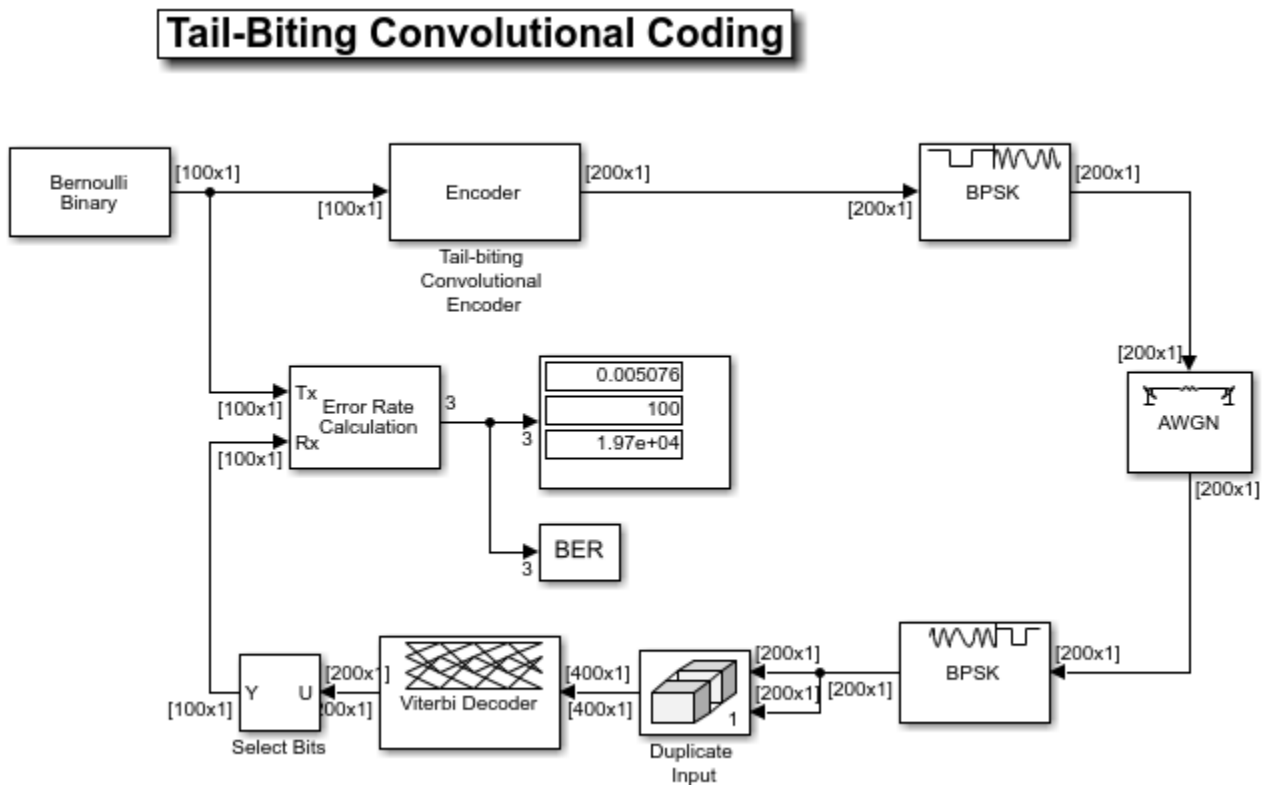 Tail-Biting Convolutional Coding
Bernoulli
Binary
[100x1]
[100x1]
Encoder
Tail-biting
Convolutional
Encoder
[200x1]
[200x1]
BPSK
[200x1]
[200x1]
AWGN
[200x1]
[100x1]
[100x1]
Tx
Rx
Error Rate
Calculation
3
3
0.005076
100
1.97e+04
3
BER
[200x1]
BPSK
[200x1]
[200x1]
[200x1]
1
Duplicate
Input
[400x1]
[400x1]
Viterbi Decoder
[200x1]
200x1]
Y
U
Select Bits
[100x1]